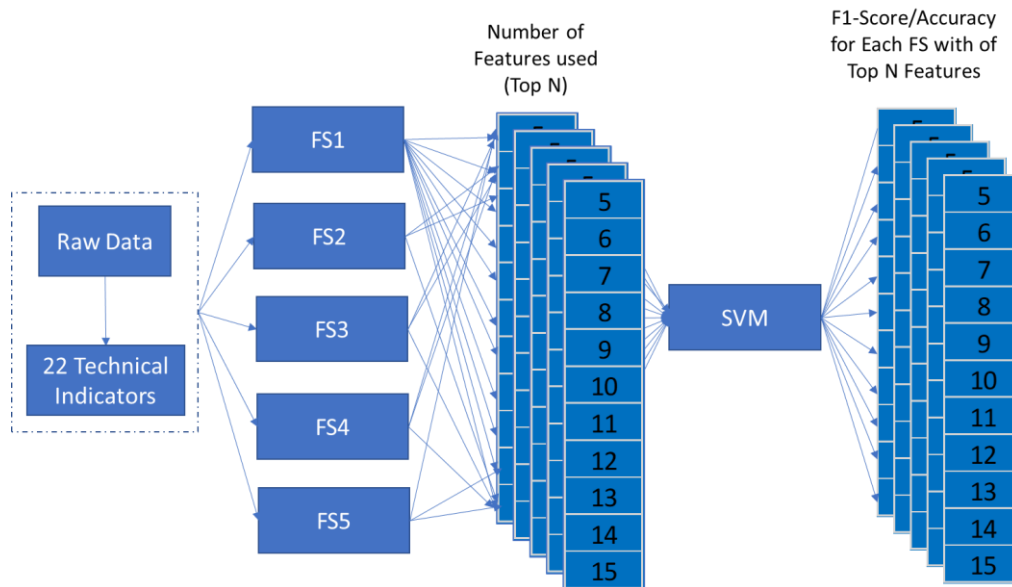 Number of
Features used
(Top N)
F1-Score/Accuracy
for Each FS with of
Top N Features
Raw Data
22 Technical
Indicators
FS1
FS2
FS3
FS4
FS5
5
6
7
8
9
10
11
12
13
14
15
SVM
5
6
7
8
9
10
11
12
13
14
15